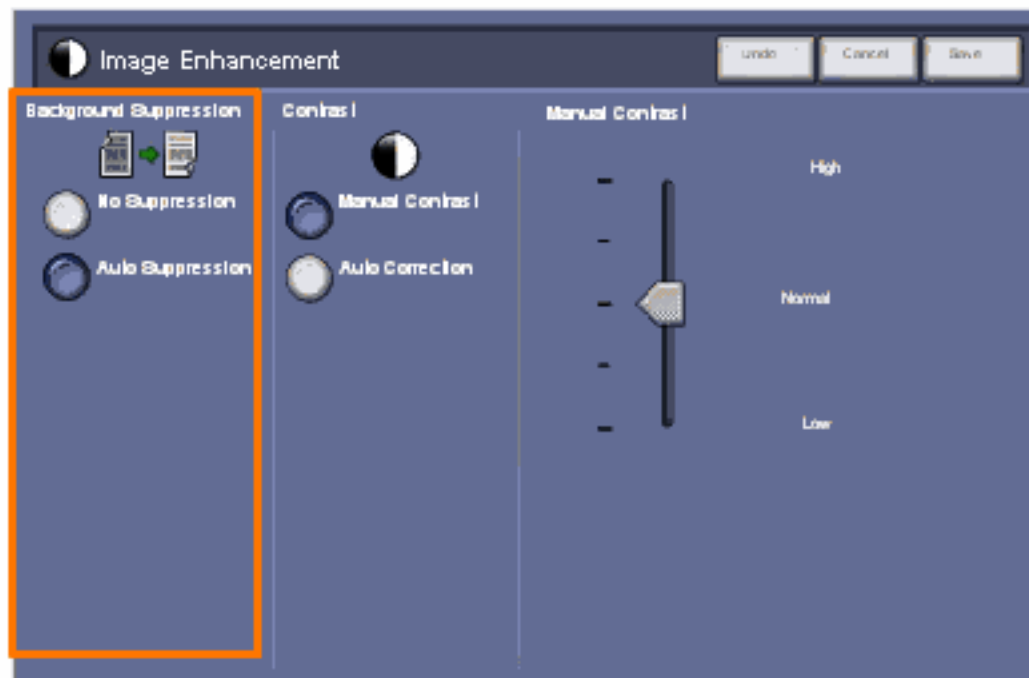 Image Enhancement
Undo
Cancel
Save
Background Suppression
No Suppression
Auto Suppression
Contrast
Manual Contrast
Auto Correction
Manual Contrast
High
Normal
Low